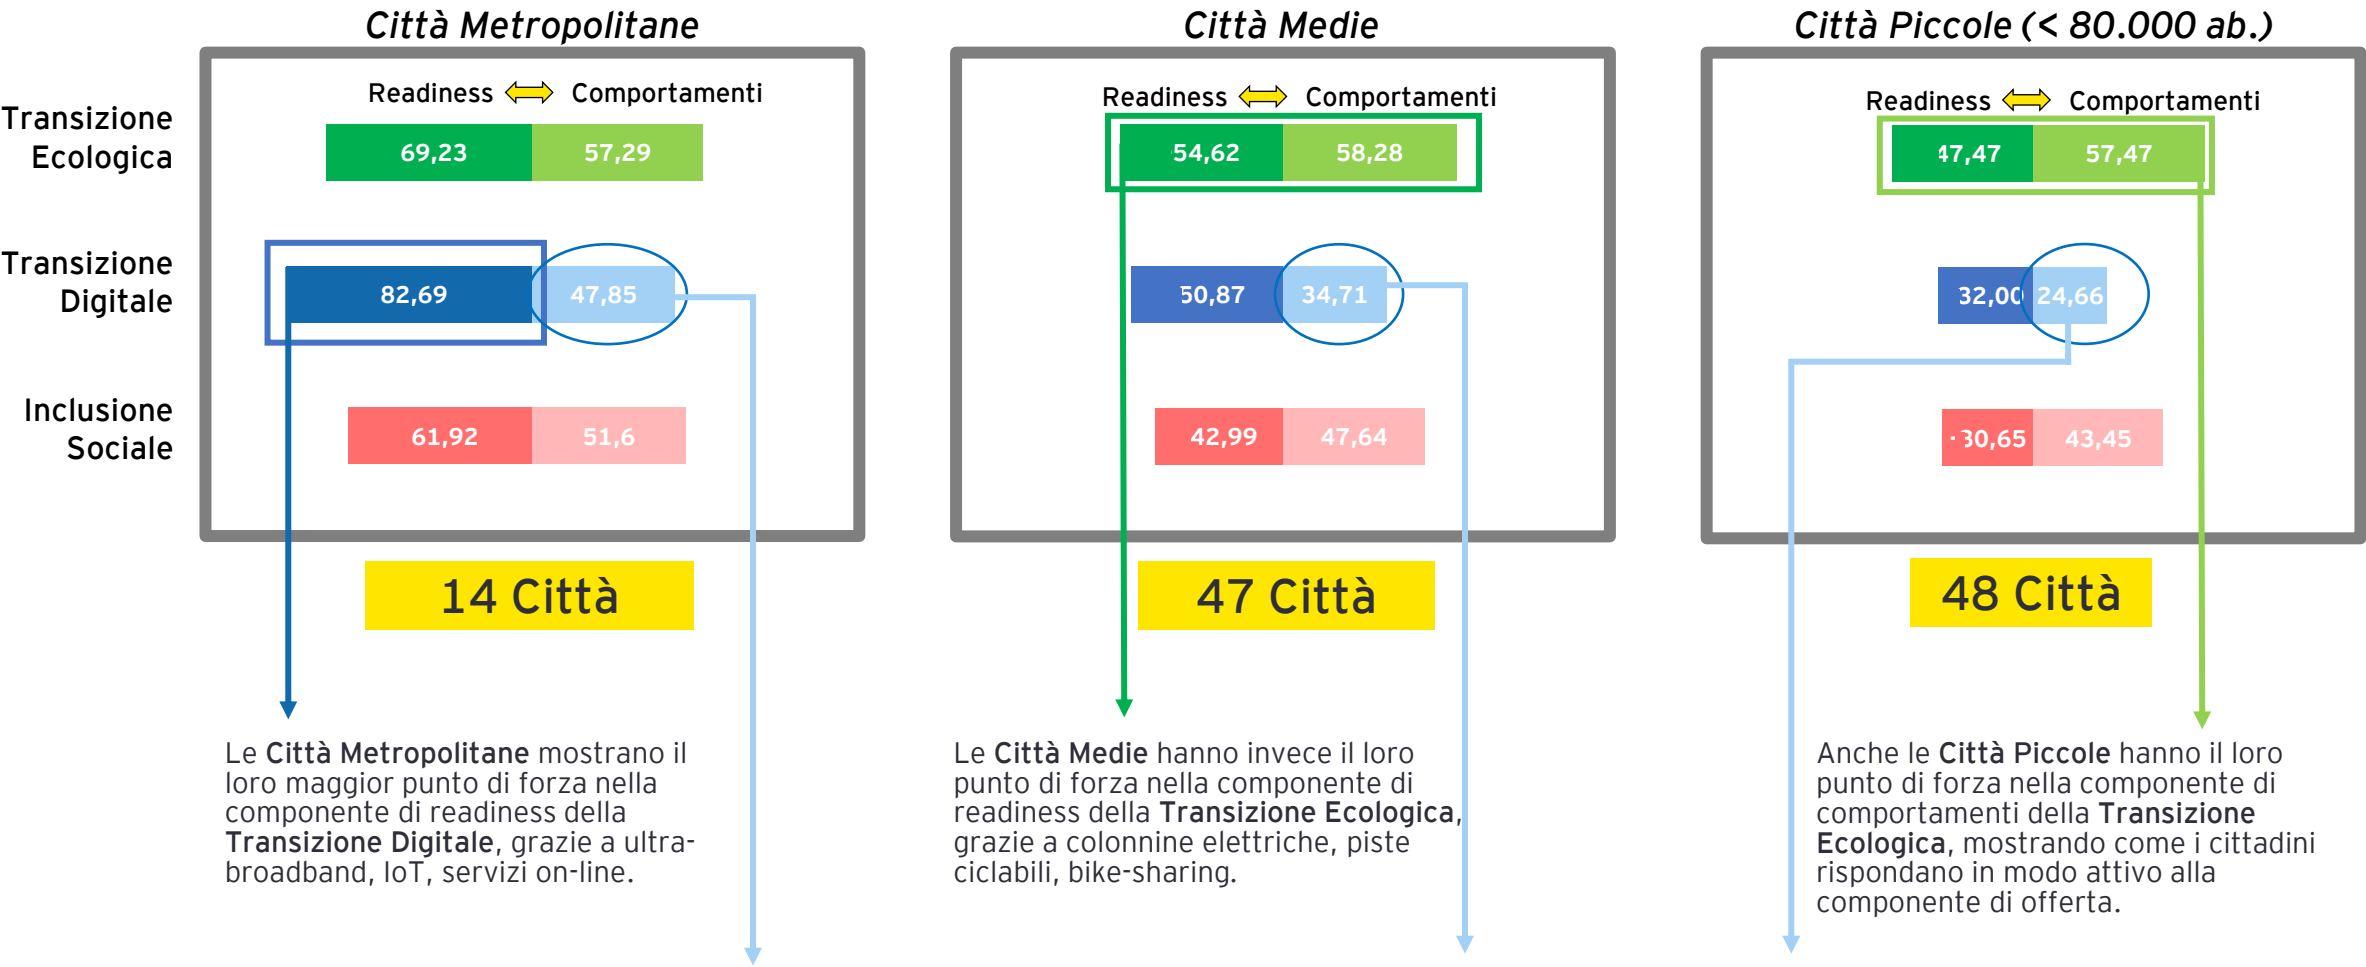 Città Metropolitane
Città Medie
Città Piccole (< 80.000 ab.)
Readiness Comportamenti
Readiness Comportamenti
Readiness Comportamenti
Transizione
Ecologica
69,23 57,29
54,62 58,28
47,47 57,47
Transizione
Digitale
82,69 47,85
50,87 34,71
32,00 24,66
Inclusione
Sociale
61,92 51,6
42,99 47,64
30,65 43,45
14 Città
47 Città
48 Città
Le Città Metropolitane mostrano il
loro maggior punto di forza nella
componente di readiness della
Transizione Digitale, grazie a ultra-
broadband, IoT, servizi on-line.
Le Città Medie hanno invece il loro
punto di forza nella componente di
readiness della Transizione Ecologica,
grazie a colonnine elettriche, piste
ciclabili, bike-sharing.
Anche le Città Piccole hanno il loro
punto di forza nella componente di
comportamenti della Transizione
Ecologica, mostrando come i cittadini
rispondano in modo attivo alla
componente di offerta.